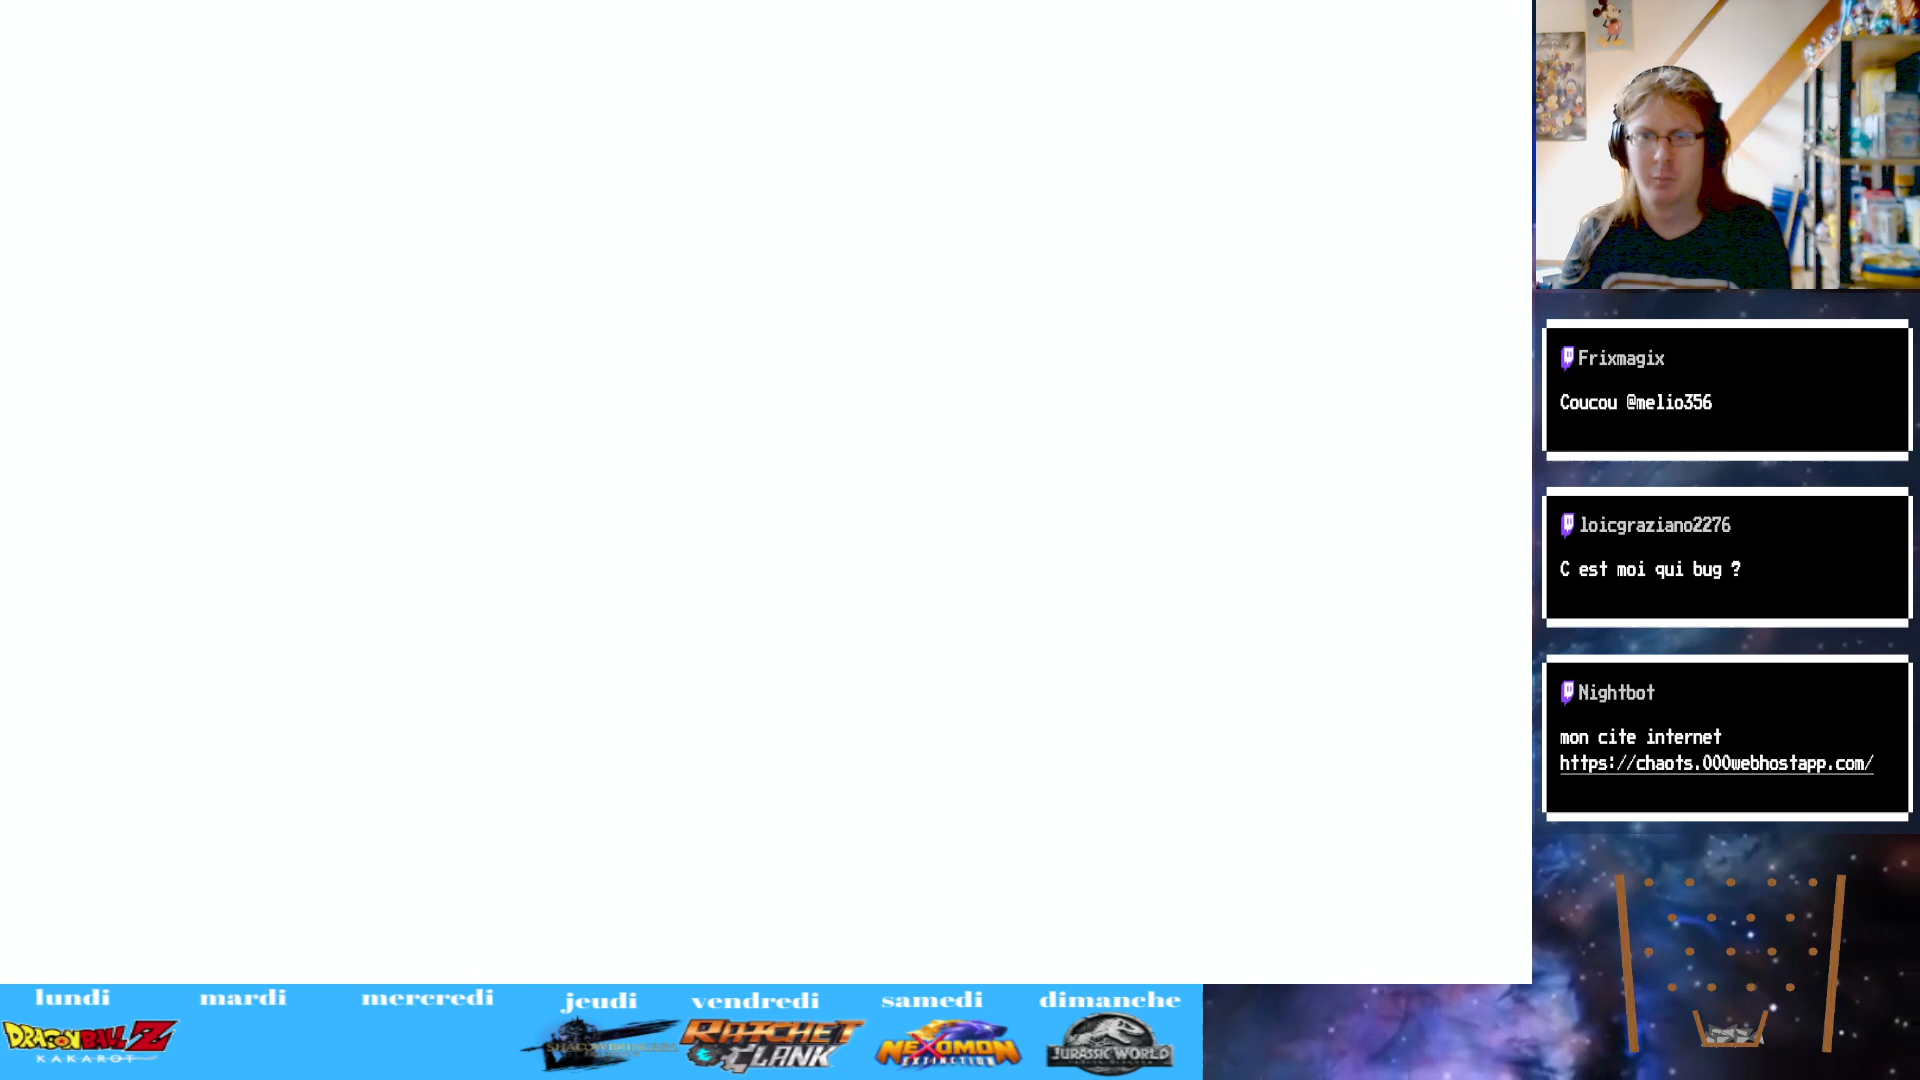 Frixmagix
Coucou @melio356
loicgraziano2276
C est moi qui bug ?
Nightbot
mon cite internet
https://chaots.000webhostapp.com/
lundi mardi mercredi jeudi vendredi samedi dimanche
DRAGON BALL Z
KAKAROT
SHADOWBRINGERS
RATCHET
CLANK
NEXOMON
EXTINCTION
JURASSIC WORLD